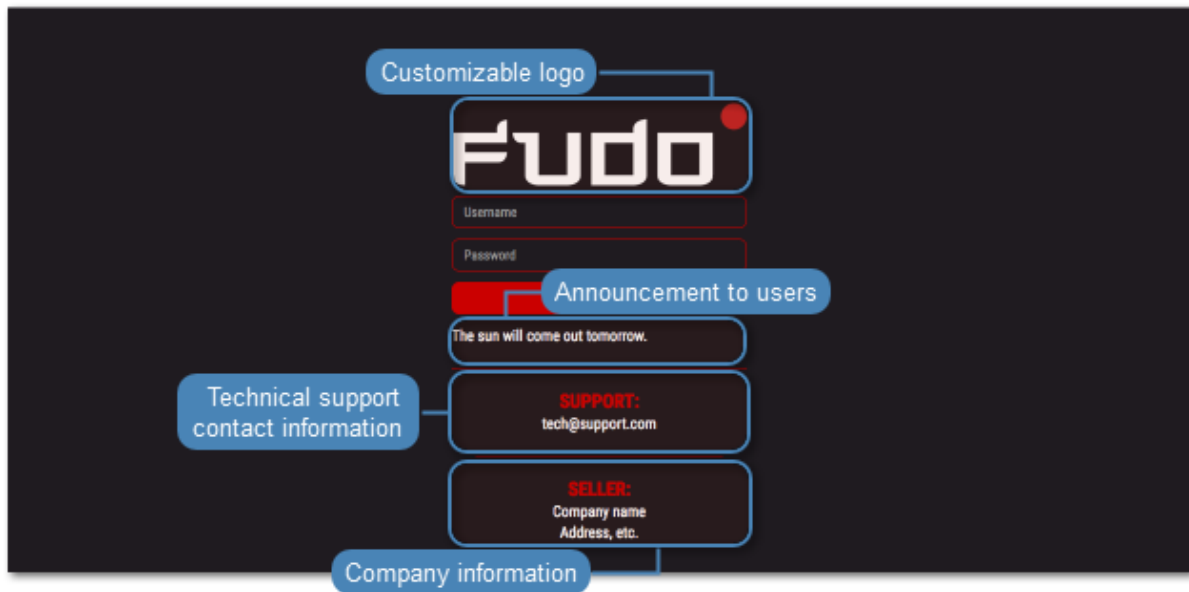 Customizable logo
Fudo
Username
Password
Announcement to users
The sun will come out tomorrow.
Technical support
contact information
SUPPORT:
tech@support.com
SELLER:
Company name
Address, etc.
Company information